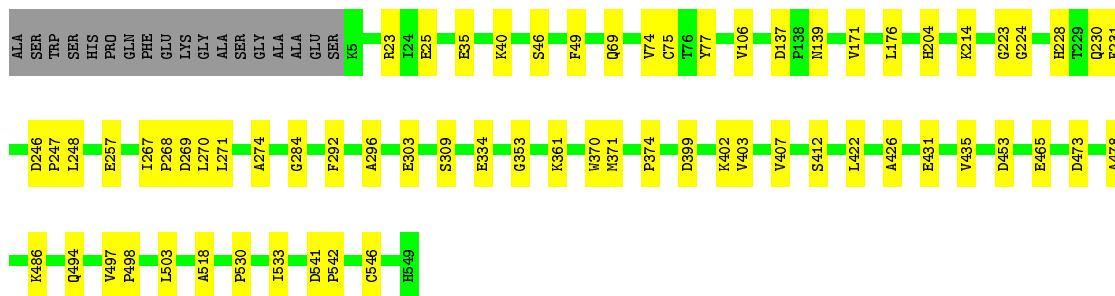 ALA SER TRP SER HIS PRO GLN PHE GLU LYS GLY ALA SER GLY ALA ALA GLU SER K5 R23 I24 E25 E35 K40 S46 F49 Q69 V74 C75 T76 Y77 V106 D137 P138 N139 V171 L176 H204 K214 G223 G224 H228 T229 Q230
D246 P247 L248 E257 I267 P268 D269 L270 L271 A274 G284 F292 A296 E303 S309 E334 G353 K361 W370 M371 P374 D399 K402 V403 V407 S412 L422 A426 E431 V435 D453 E465 D473
K486 Q494 V497 P498 L503 A518 P530 I533 D541 P542 C546 H549